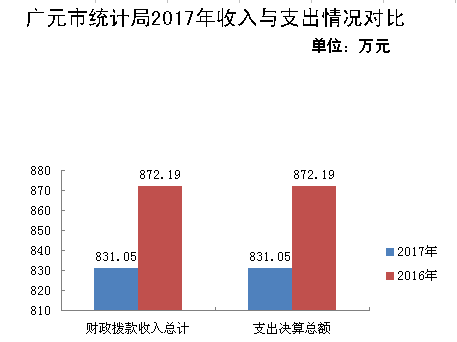 广元市统计局2017年收入与支出情况对比
单位：万元
880
870
860
850
840
830
820
810
831.05
872.19
831.05
872.19
财政拨款收入总计
支出决算总额
2017年
2016年